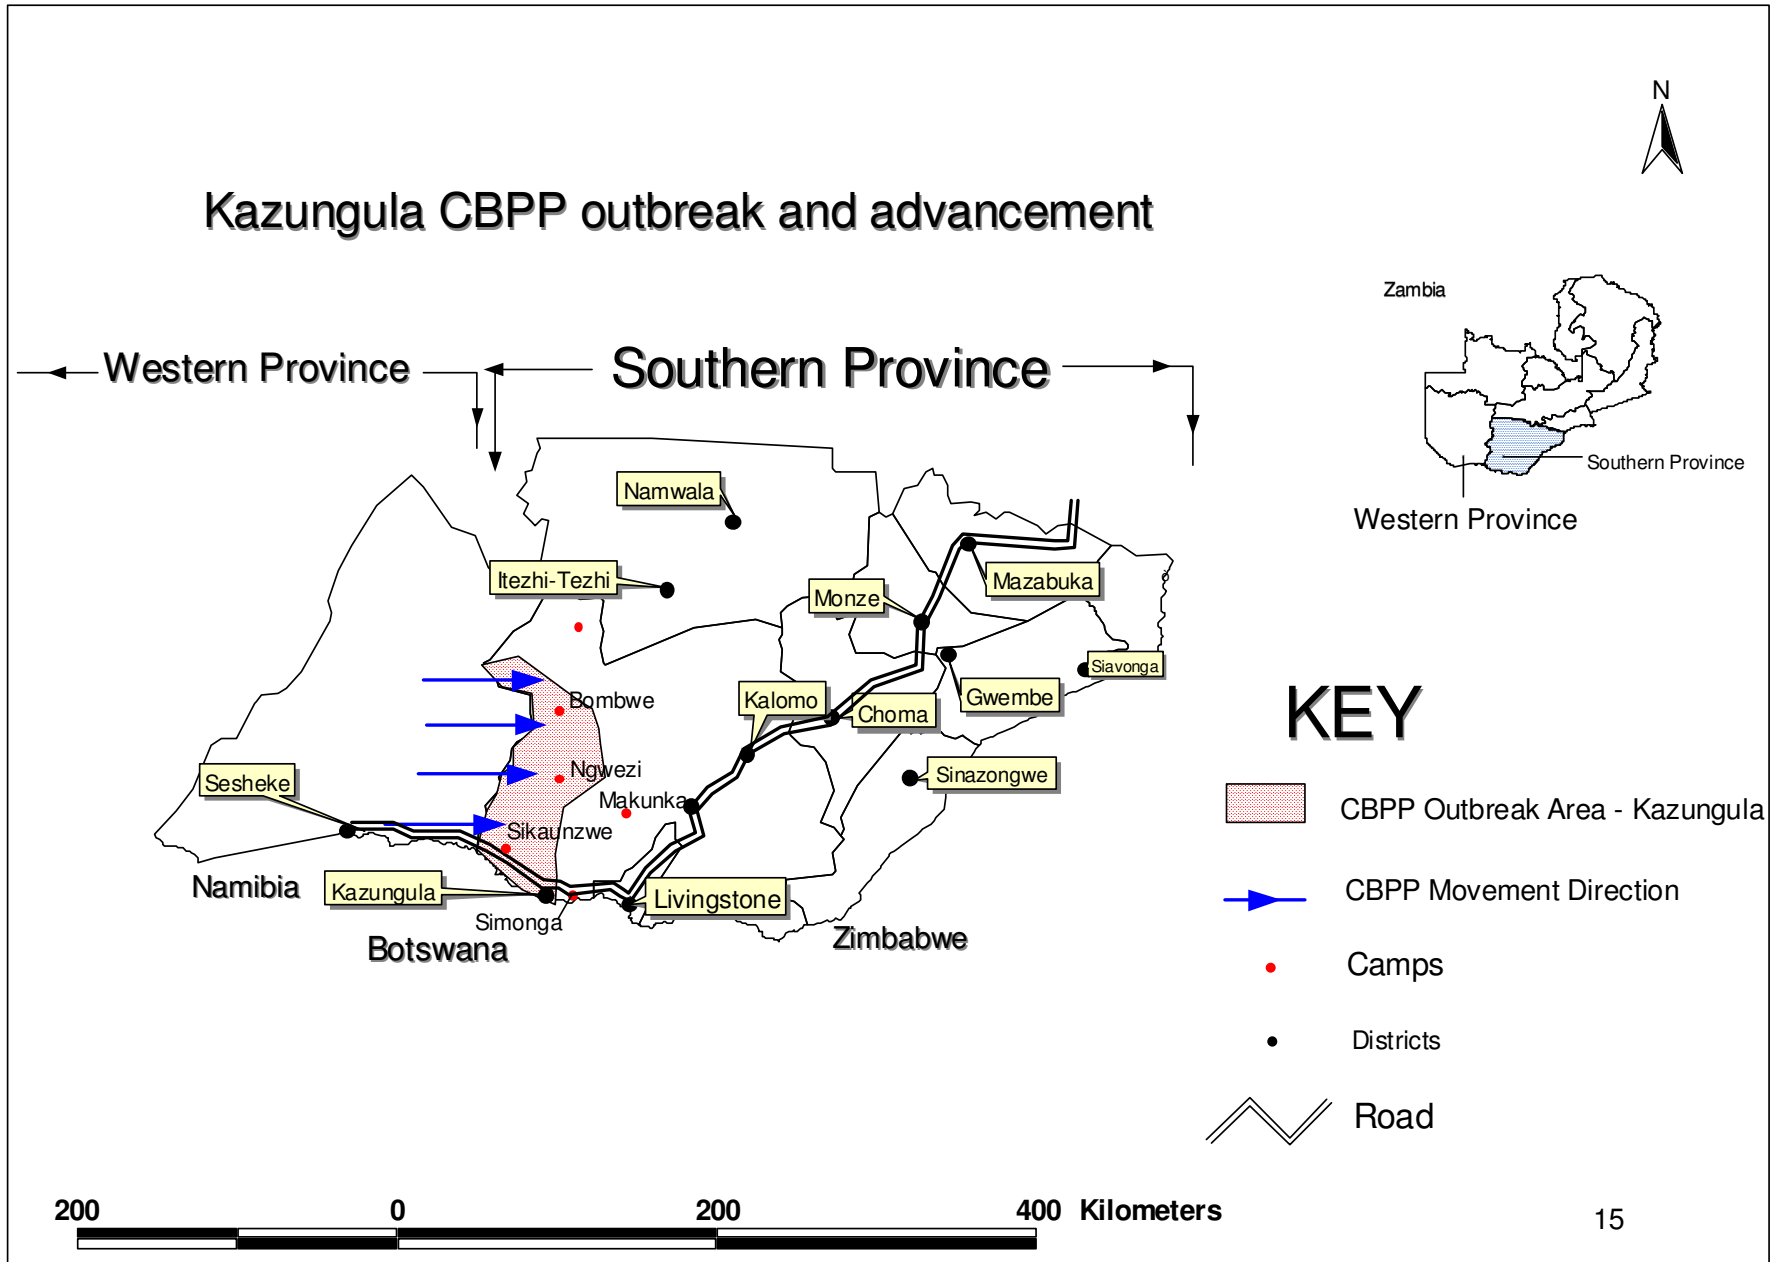 N
Kazungula CBPP outbreak and advancement
Zambia
Western Province
Southern Province
Southern Province
Western Province
Namwala
Itezhi-Tezhi
Mazabuka
Monze
Siavonga
Bombwe
Kalomo
Gwembe
Choma
KEY
Ngwezi
Sinazongwe
Sesheke
Makunka
CBPP Outbreak Area - Kazungula
Sikaunzwe
Namibia
Kazungula
Livingstone
CBPP Movement Direction
Simonga
Botswana
Zimbabwe
Camps
Districts
Road
200 0 200 400 Kilometers
15